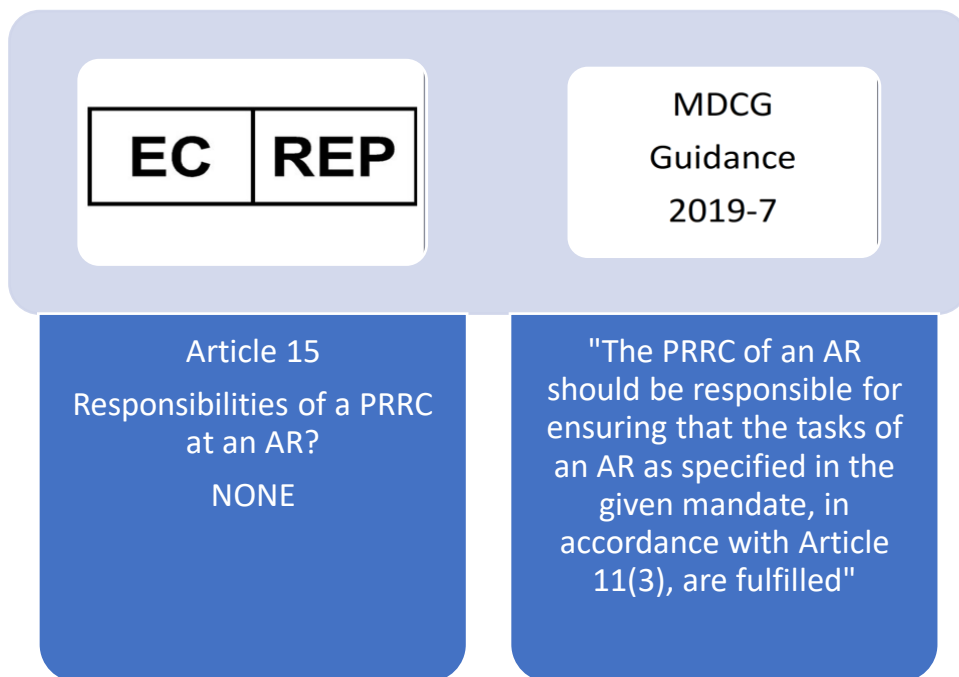 EC REP
MDCG
Guidance
2019-7
Article 15
Responsibilities of a PRRC
at an AR?
NONE
"The PRRC of an AR
should be responsible for
ensuring that the tasks of
an AR as specified in the
given mandate, in
accordance with Article
11(3), are fulfilled"